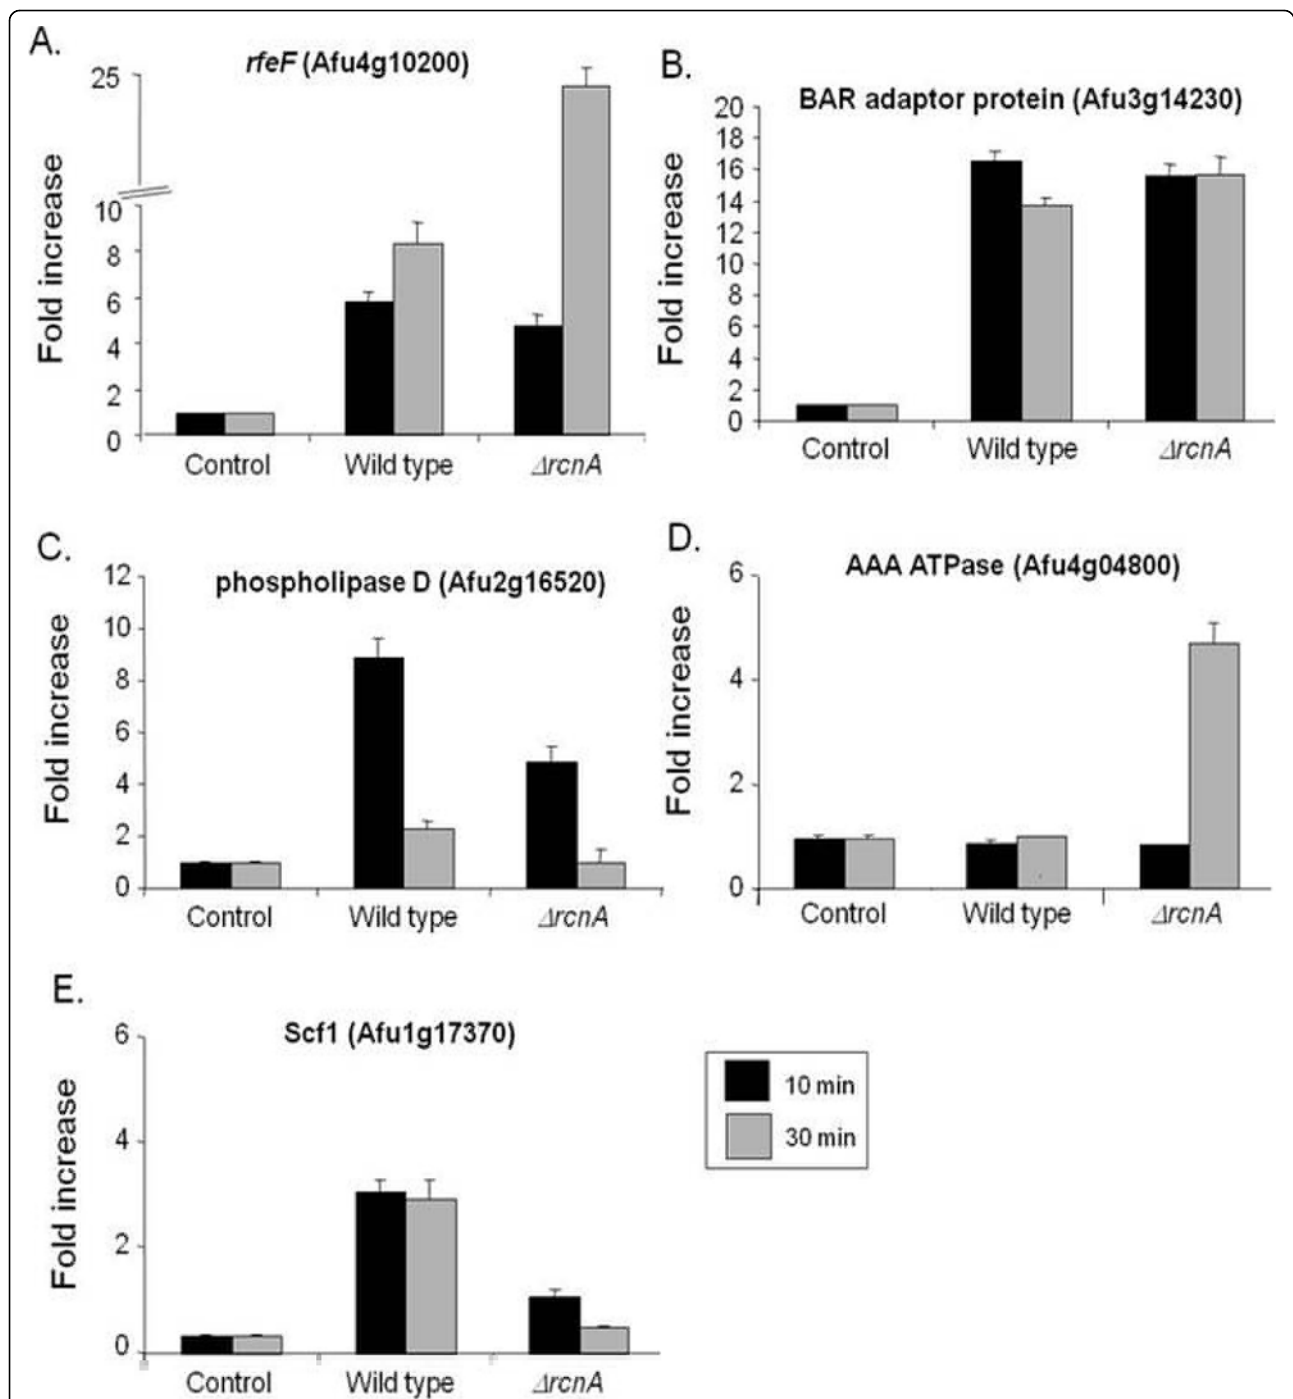 A.
rfeF (Afu4g10200)
Fold increase
25
10
8
6
4
2
0
Control Wild type ΔrcnA
B.
BAR adaptor protein (Afu3g14230)
Fold increase
20
18
16
14
12
10
8
6
4
2
0
Control Wild type ΔrcnA
C.
phospholipase D (Afu2g16520)
Fold increase
12
10
8
6
4
2
0
Control Wild type ΔrcnA
D.
AAA ATPase (Afu4g04800)
Fold increase
6
4
2
0
Control Wild type ΔrcnA
E.
Scf1 (Afu1g17370)
Fold increase
6
4
2
0
Control Wild type ΔrcnA
10 min
30 min